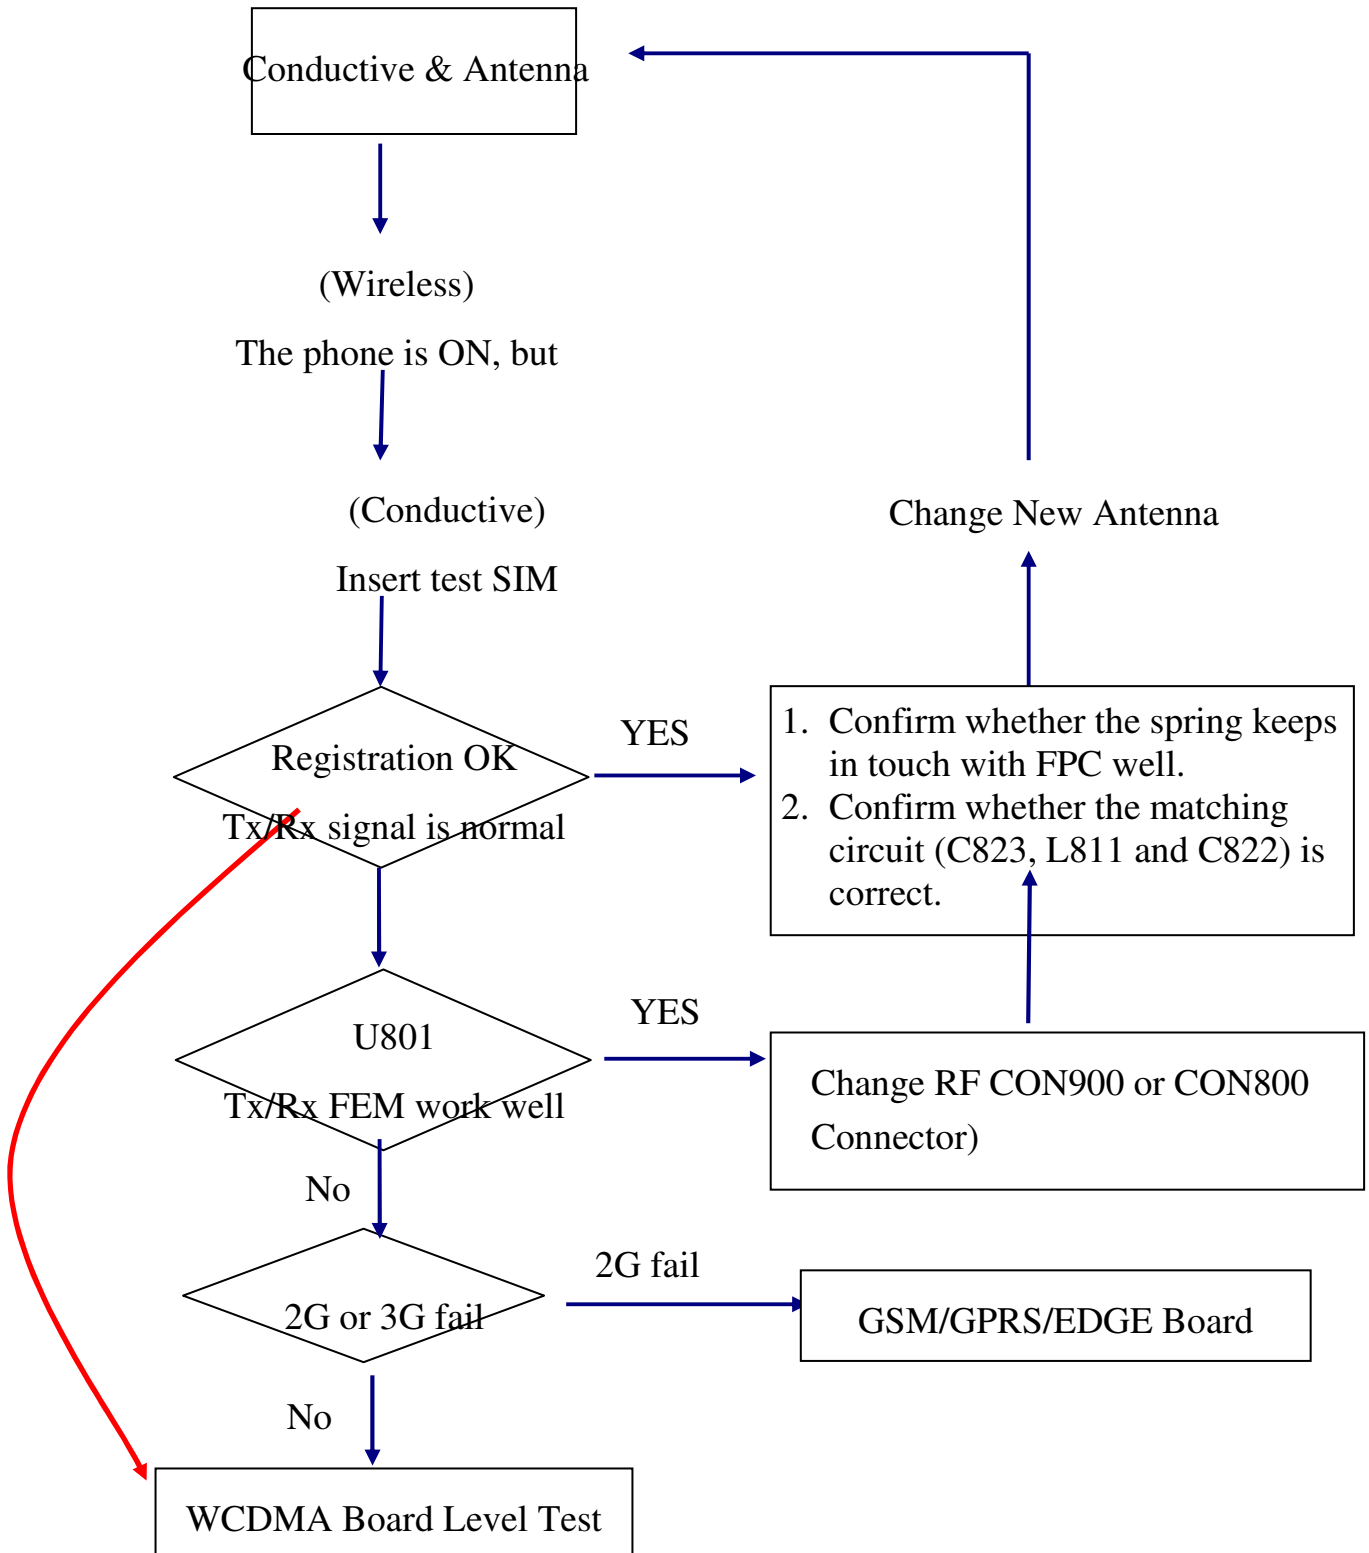 Conductive & Antenna
(Wireless)
The phone is ON, but
(Conductive)
Insert test SIM
Change New Antenna
Registration OK
Tx/Rx signal is normal
YES
1. Confirm whether the spring keeps
in touch with FPC well.
2. Confirm whether the matching
circuit (C823, L811 and C822) is
correct.
U801
Tx/Rx FEM work well
YES
Change RF CON900 or CON800
Connector)
No
2G or 3G fail
2G fail
GSM/GPRS/EDGE Board
No
WCDMA Board Level Test